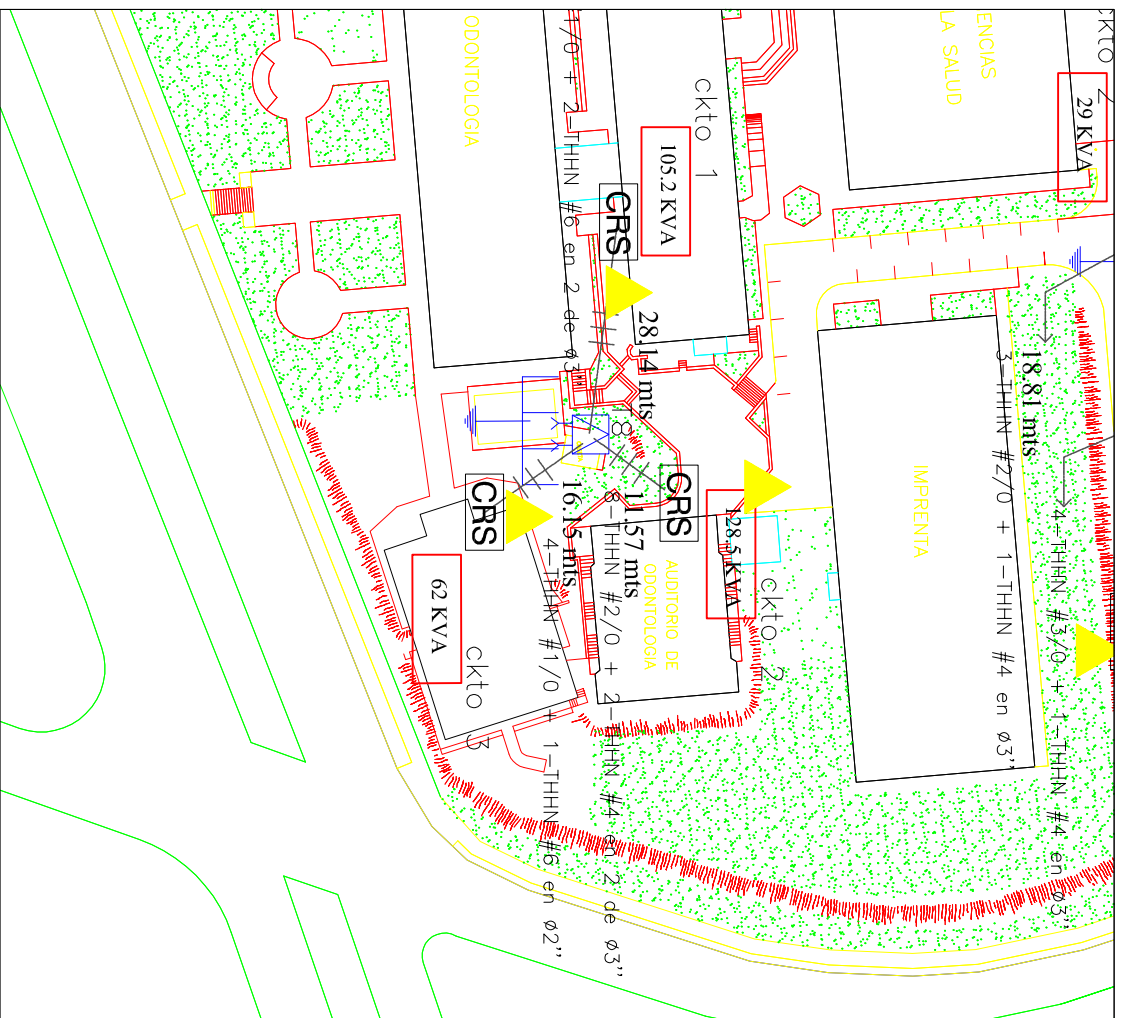 ckto 2
29 KVA
ENCIAS
LA SALUD
18.81 mts
3-THHN #2/0 + 1-THHN #4 en Ø3''
4-THHN #3/0 + 1-THHN #4 en Ø3''
IMPRENTA
ckto 1
105.2 KVA
CRS
28.14 mts
1/0 + 2-THHN #6 en 2 de Ø3''
ODONTOLOGIA
18
CRS
128.5 KVA
ckto 2
11.57 mts
8-THHN #2/0 + 2-THHN #4 en 2 de Ø3''
AUDITORIO DE
ODONTOLOGIA
CRS
16.15 mts
4-THHN #1/0 + 1-THHN #6 en Ø2''
62 KVA
ckto 3